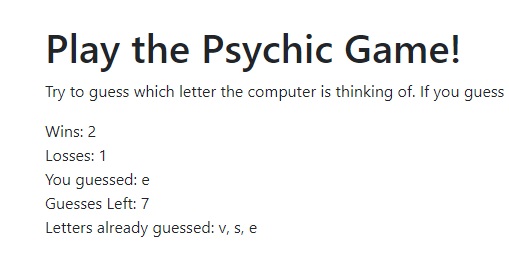 Play the Psychic Game!
Try to guess which letter the computer is thinking of. If you guess
Wins: 2
Losses: 1
You guessed: e
Guesses Left: 7
Letters already guessed: v, s, e